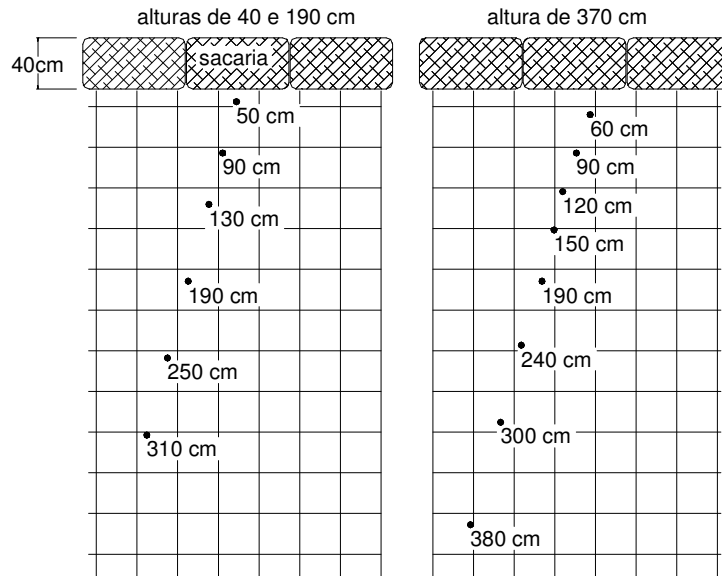 alturas de 40 e 190 cm
altura de 370 cm
40cm
sacaria
50 cm
90 cm
130 cm
190 cm
250 cm
310 cm
60 cm
90 cm
120 cm
150 cm
190 cm
240 cm
300 cm
380 cm